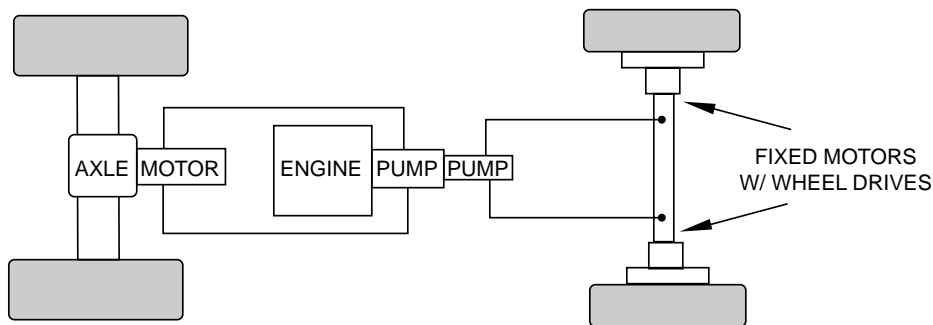 AXLE
MOTOR
ENGINE
PUMP
PUMP
FIXED MOTORS
W/ WHEEL DRIVES